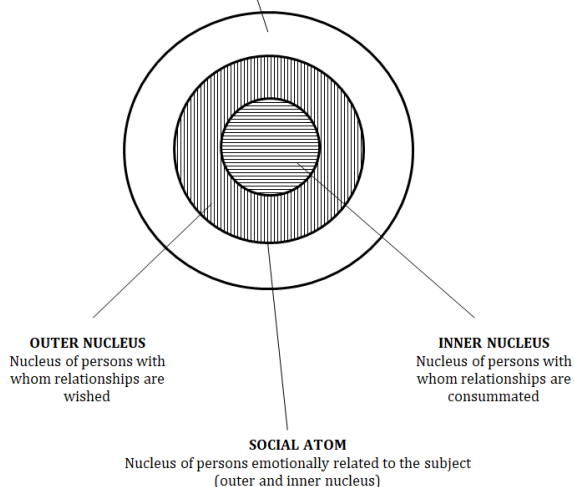 OUTER NUCLEUS
Nucleus of persons with
whom relationships are
wished
INNER NUCLEUS
Nucleus of persons with
whom relationships are
consummated
SOCIAL ATOM
Nucleus of persons emotionally related to the subject
(outer and inner nucleus)